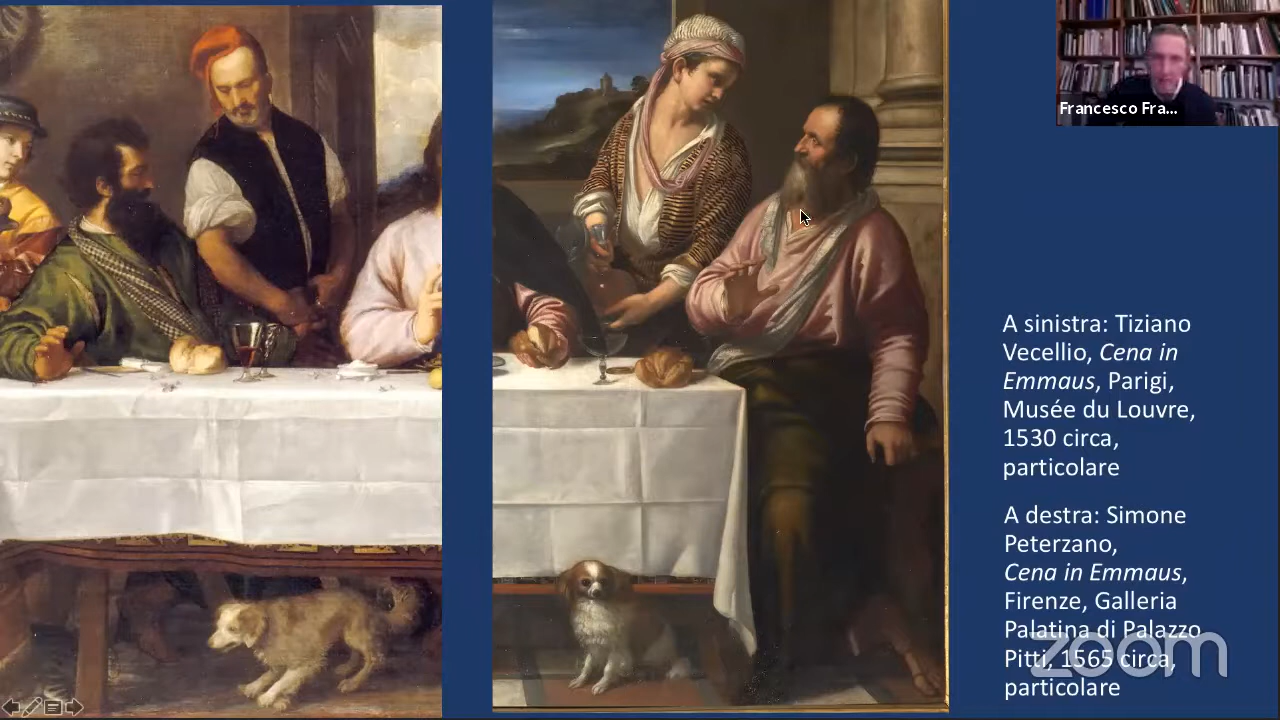 Francesco Fra...
A sinistra: Tiziano
Vecellio, Cena in
Emmaus, Parigi,
Musée du Louvre,
1530 circa,
particolare
A destra: Simone
Peterzano,
Cena in Emmaus,
Firenze, Galleria
Palatina di Palazzo
Pitti, 1565 circa,
particolare
zoom